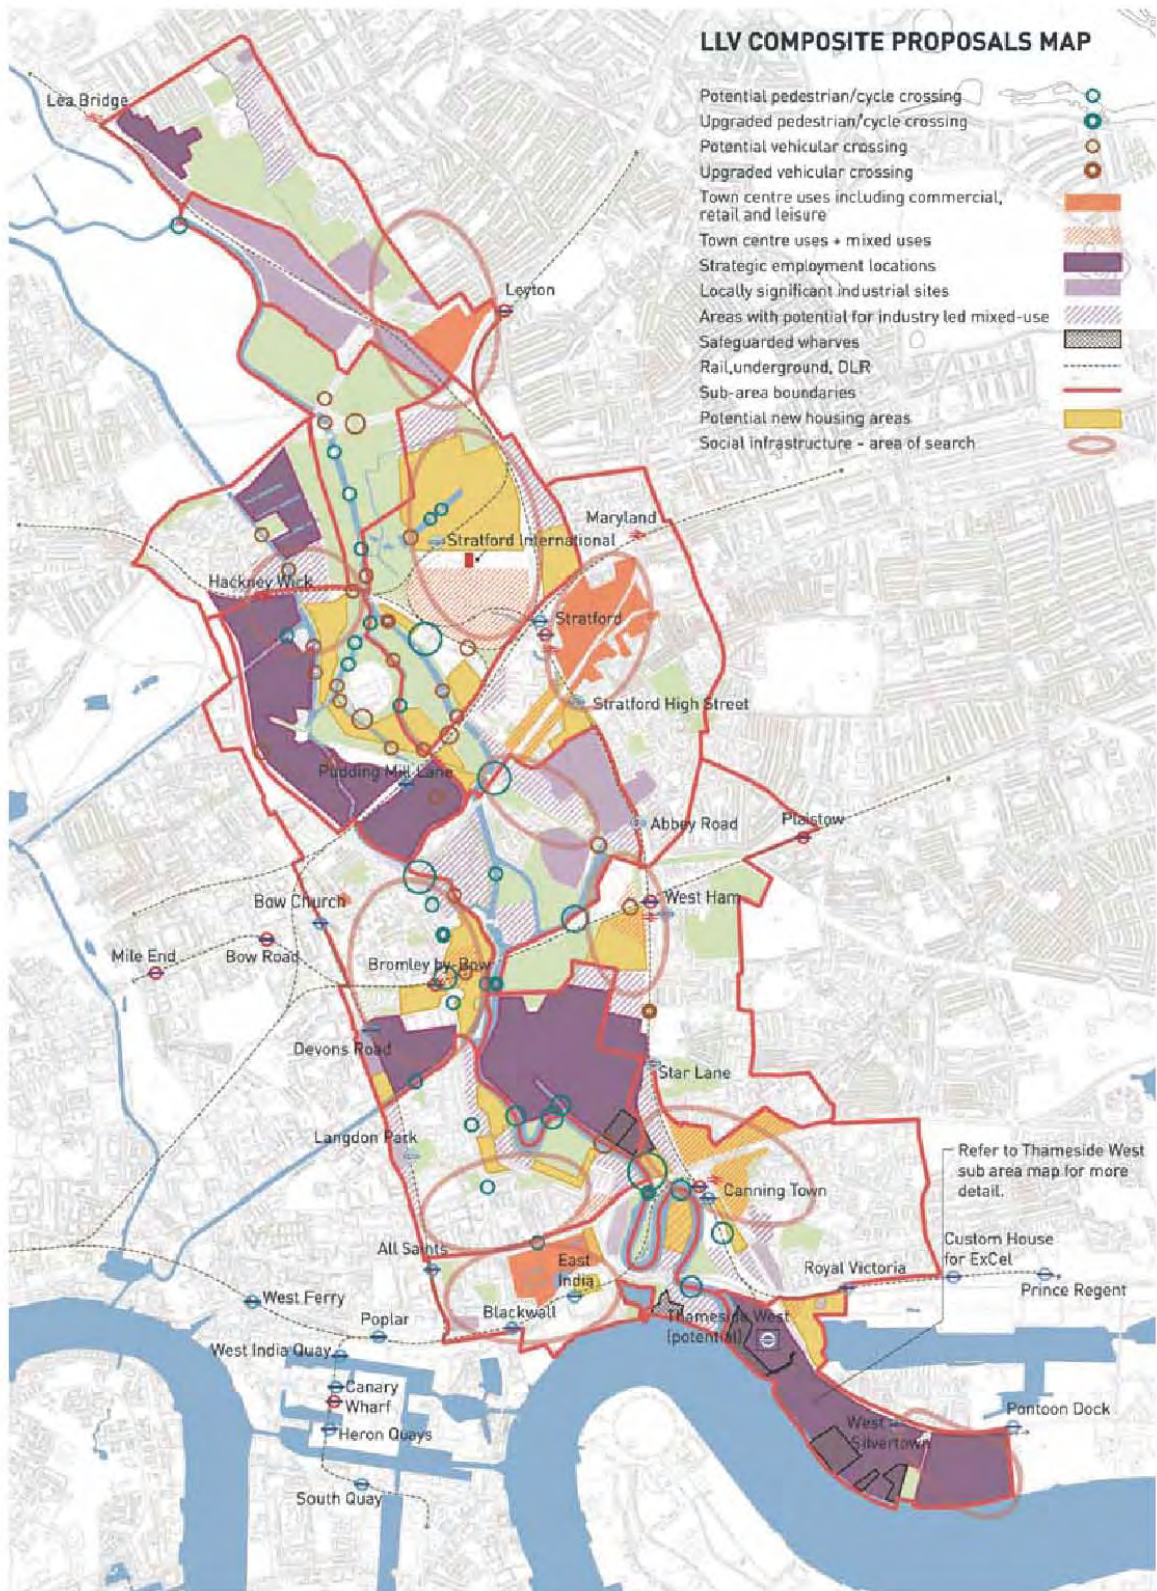 LLV COMPOSITE PROPOSALS MAP
Potential pedestrian/cycle crossing
Upgraded pedestrian/cycle crossing
Potential vehicular crossing
Upgraded vehicular crossing
Town centre uses including commercial,
retail and leisure
Town centre uses + mixed uses
Strategic employment locations
Locally significant industrial sites
Areas with potential for industry led mixed-use
Safeguarded wharves
Rail,underground, DLR
Sub-area boundaries
Potential new housing areas
Social infrastructure - area of search
Lea Bridge
Leyton
Maryland
Stratford International
Hackney Wick
Stratford
Stratford High Street
Pudding Mill Lane
Abbey Road
Plaistow
West Ham
Bow Church
Mile End
Bow Road
Bromley by-Bow
Devons Road
Star Lane
Langdon Park
Refer to Thameside West
sub area map for more
detail.
Canning Town
All Saints
East
India
Custom House
for ExCel
Royal Victoria
Prince Regent
West Ferry
Blackwall
Thameside West
(potential)
Poplar
West India Quay
Canary
Wharf
Heron Quays
Pontoon Dock
West
Silvertown
South Quay